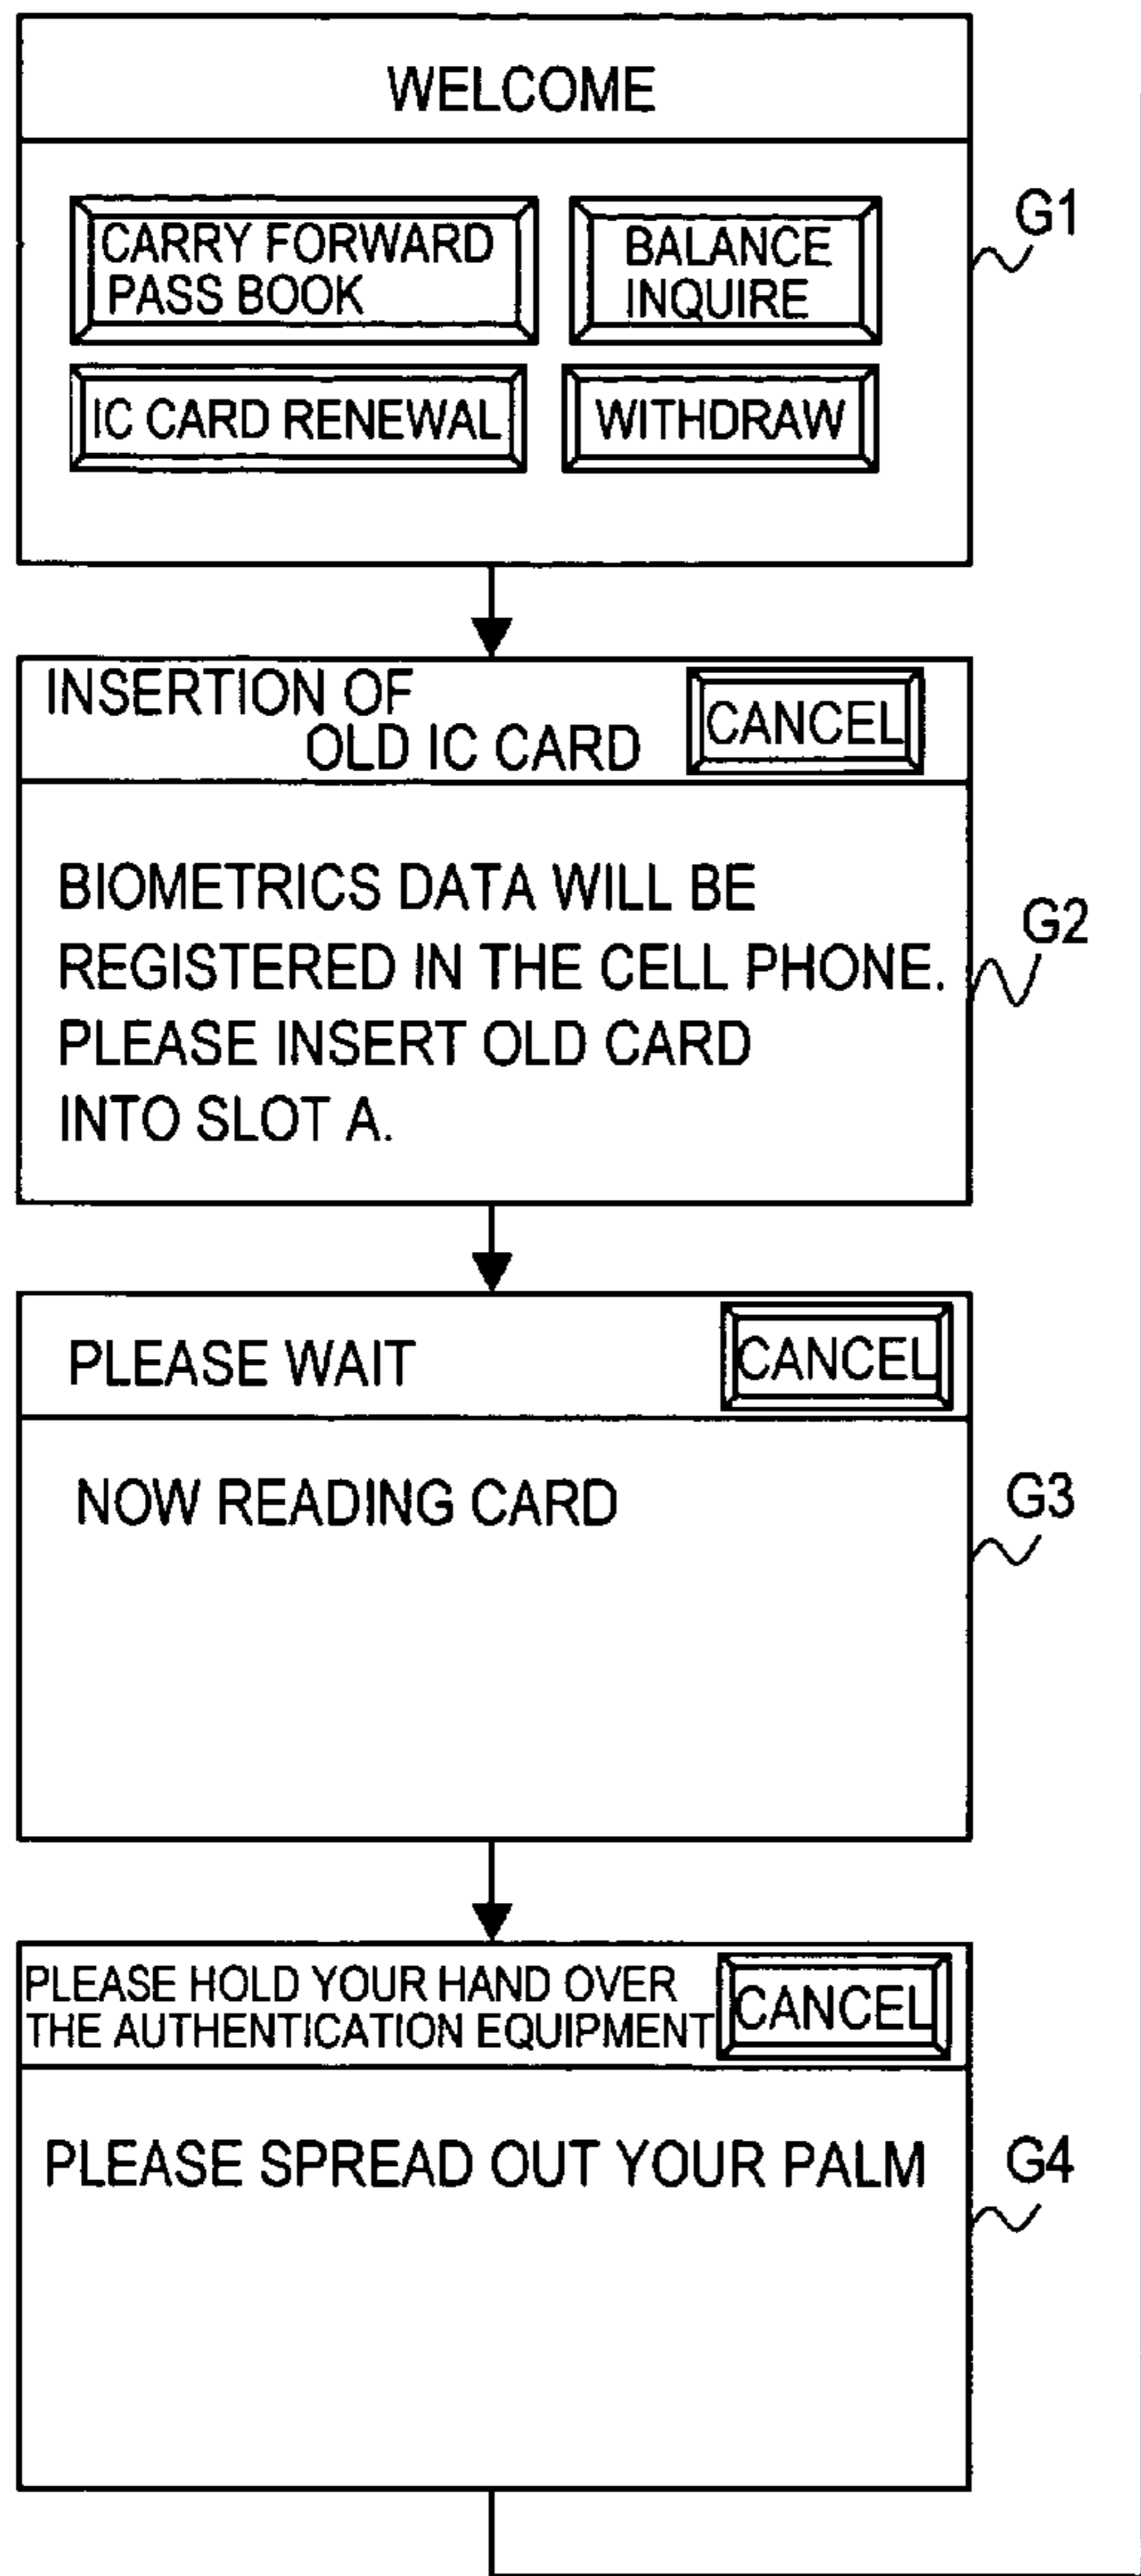 WELCOME
CARRY FORWARD
PASS BOOK
BALANCE
INQUIRE
IC CARD RENEWAL
WITHDRAW
G1
INSERTION OF
OLD IC CARD
CANCEL
BIOMETRICS DATA WILL BE
REGISTERED IN THE CELL PHONE.
PLEASE INSERT OLD CARD
INTO SLOT A.
G2
PLEASE WAIT
CANCEL
NOW READING CARD
G3
PLEASE HOLD YOUR HAND OVER
THE AUTHENTICATION EQUIPMENT
CANCEL
PLEASE SPREAD OUT YOUR PALM
G4